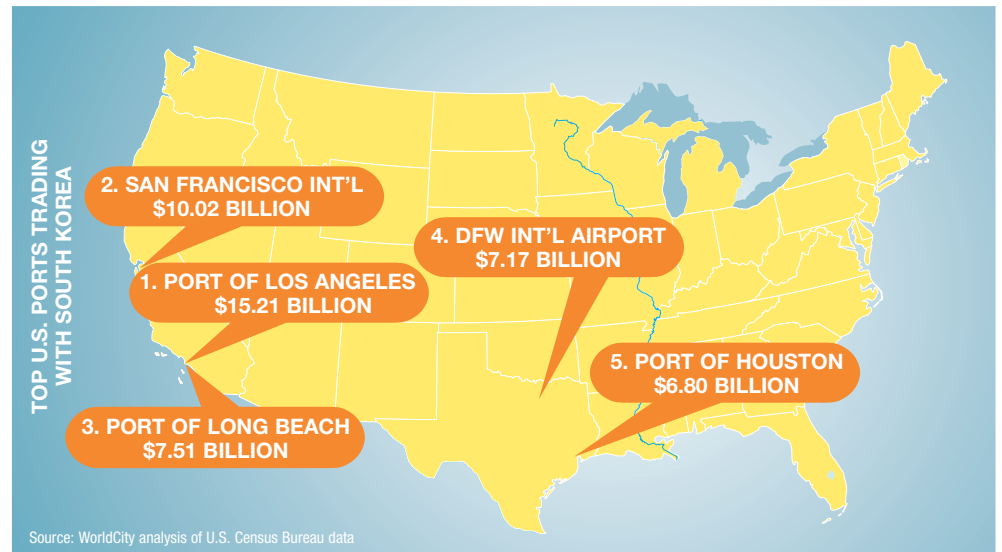 TOP U.S. PORTS TRADING
WITH SOUTH KOREA
2. SAN FRANCISCO INT'L
$10.02 BILLION
1. PORT OF LOS ANGELES
$15.21 BILLION
3. PORT OF LONG BEACH
$7.51 BILLION
4. DFW INT'L AIRPORT
$7.17 BILLION
5. PORT OF HOUSTON
$6.80 BILLION
Source: WorldCity analysis of U.S. Census Bureau data